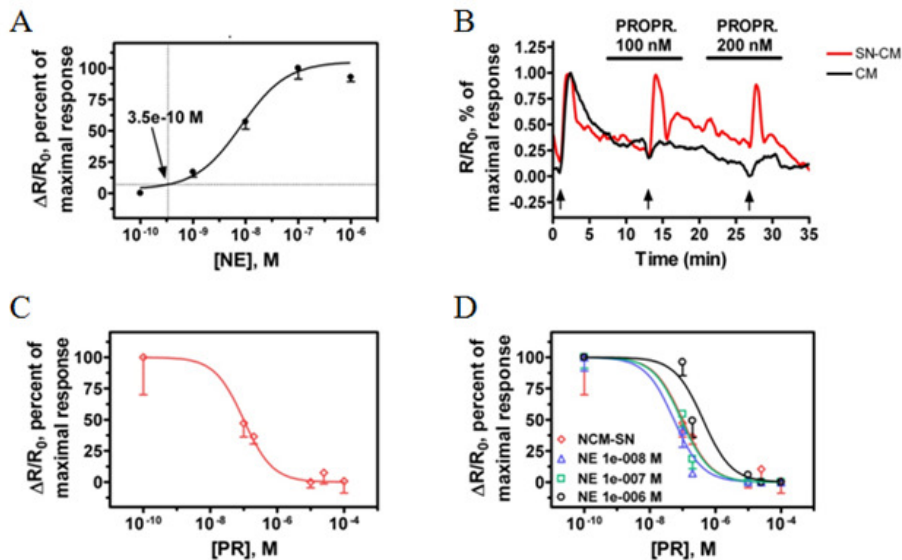 A
ΔR/R₀, percent of
maximal response
100
75
50
25
0
3.5e-10 M
10⁻¹⁰ 10⁻⁹ 10⁻⁸ 10⁻⁷ 10⁻⁶
[NE], M
B
PROPR. PROPR.
100 nM 200 nM
SN-CM
CM
R/R₀, % of
maximal response
1.00
0.75
0.50
0.25
0.00
-0.25
0 5 10 15 20 25 30 35
Time (min)
C
ΔR/R₀, percent of
maximal response
100
75
50
25
0
10⁻¹⁰ 10⁻⁸ 10⁻⁶ 10⁻⁴
[PR], M
D
ΔR/R₀, percent of
maximal response
100
75
50
25
0
NCM-SN
NE 1e-008 M
NE 1e-007 M
NE 1e-006 M
10⁻¹⁰ 10⁻⁸ 10⁻⁶ 10⁻⁴
[PR], M